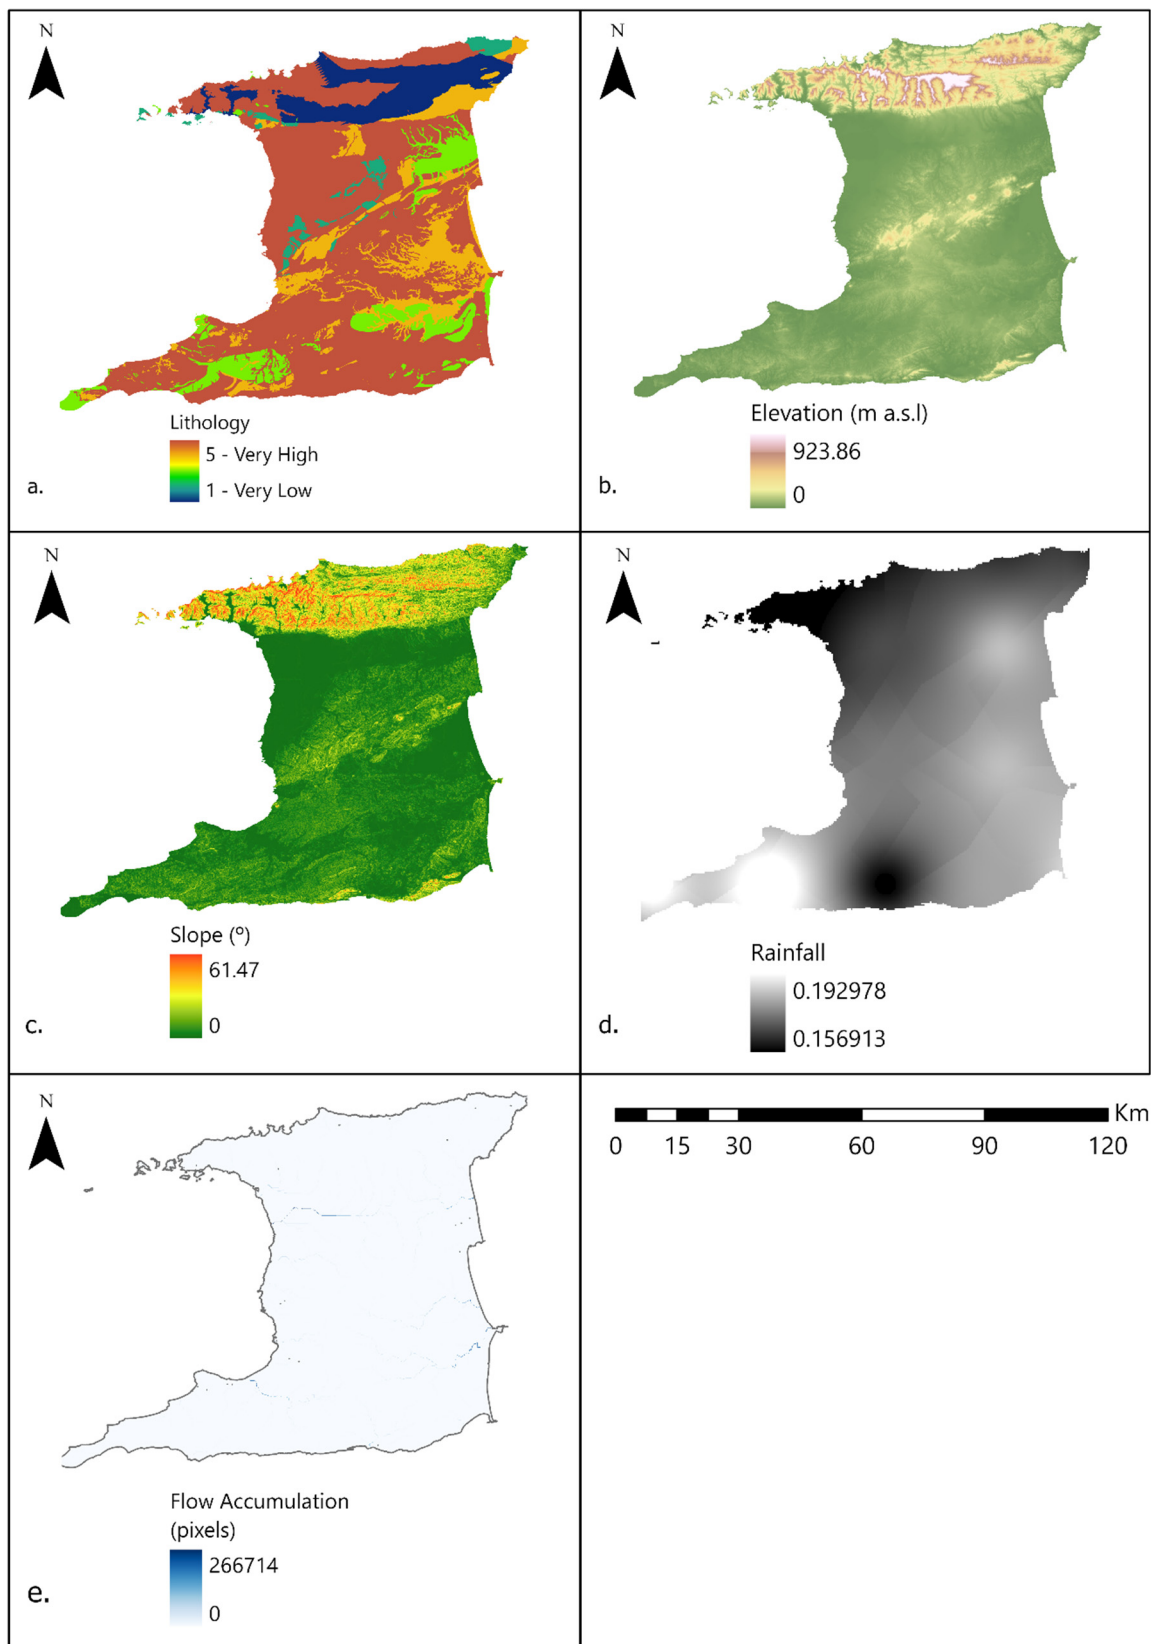 N
Lithology
5 - Very High
1 - Very Low
a.
N
Elevation (m a.s.l)
923.86
0
b.
N
Slope (°)
61.47
0
c.
N
Rainfall
0.192978
0.156913
d.
N
Flow Accumulation
(pixels)
266714
0
e.
Km
0 15 30 60 90 120